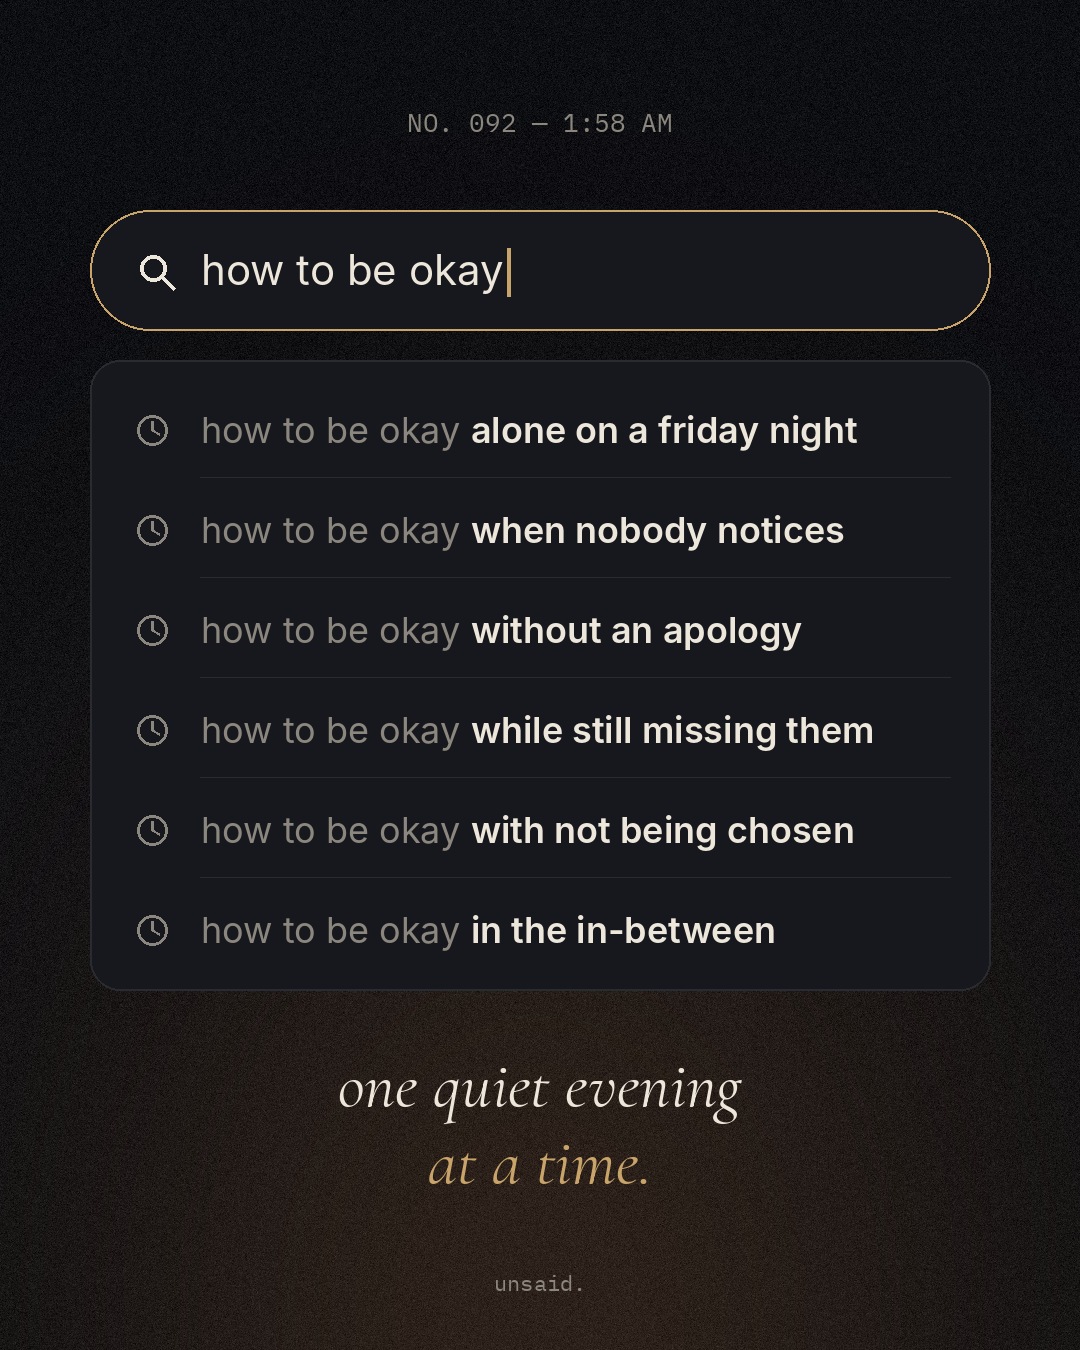 NO. 092 — 1:58 AM
how to be okay
how to be okay alone on a friday night
how to be okay when nobody notices
how to be okay without an apology
how to be okay while still missing them
how to be okay with not being chosen
how to be okay in the in-between
one quiet evening
at a time.
unsaid.